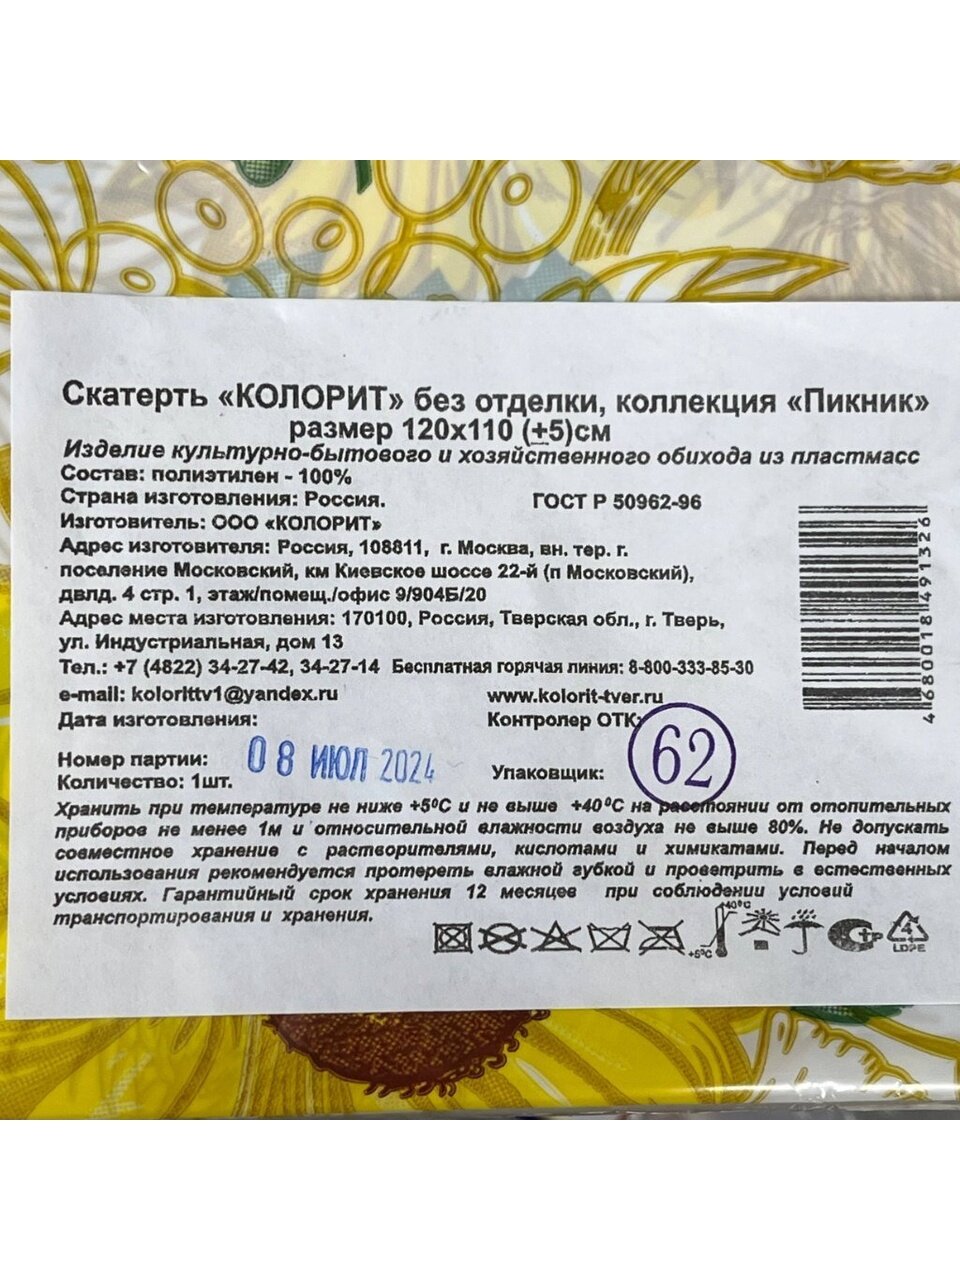 Скатерть «КОЛОРИТ» без отделки, коллекция «Пикник»
размер 120х110 (±5)см
Изделие культурно-бытового и хозяйственного обихода из пластмасс
Состав: полиэтилен - 100%
Страна изготовления: Россия. ГОСТ Р 50962-96
Изготовитель: ООО «КОЛОРИТ»
Адрес изготовителя: Россия, 108811, г. Москва, вн. тер. г.
поселение Московский, км Киевское шоссе 22-й (п Московский),
двлд. 4 стр. 1, этаж/помещ./офис 9/904Б/20
Адрес места изготовления: 170100, Россия, Тверская обл., г. Тверь,
ул. Индустриальная, дом 13
Тел.: +7 (4822) 34-27-42, 34-27-14 Бесплатная горячая линия: 8-800-333-85-30
e-mail: kolorittv1@yandex.ru www.kolorit-tver.ru
Дата изготовления: Контролер ОТК:
62
Номер партии: 08 ИЮЛ 2024
Количество: 1шт. Упаковщик:
Хранить при температуре не ниже +5⁰С и не выше +40⁰С на расстоянии от отопительных
приборов не менее 1м и относительной влажности воздуха не выше 80%. Не допускать
совместное хранение с растворителями, кислотами и химикатами. Перед началом
использования рекомендуется протереть влажной губкой и проветрить в естественных
условиях. Гарантийный срок хранения 12 месяцев при соблюдении условий
транспортирования и хранения.
+40⁰С
+5⁰С
4
LDPE
4680018491326